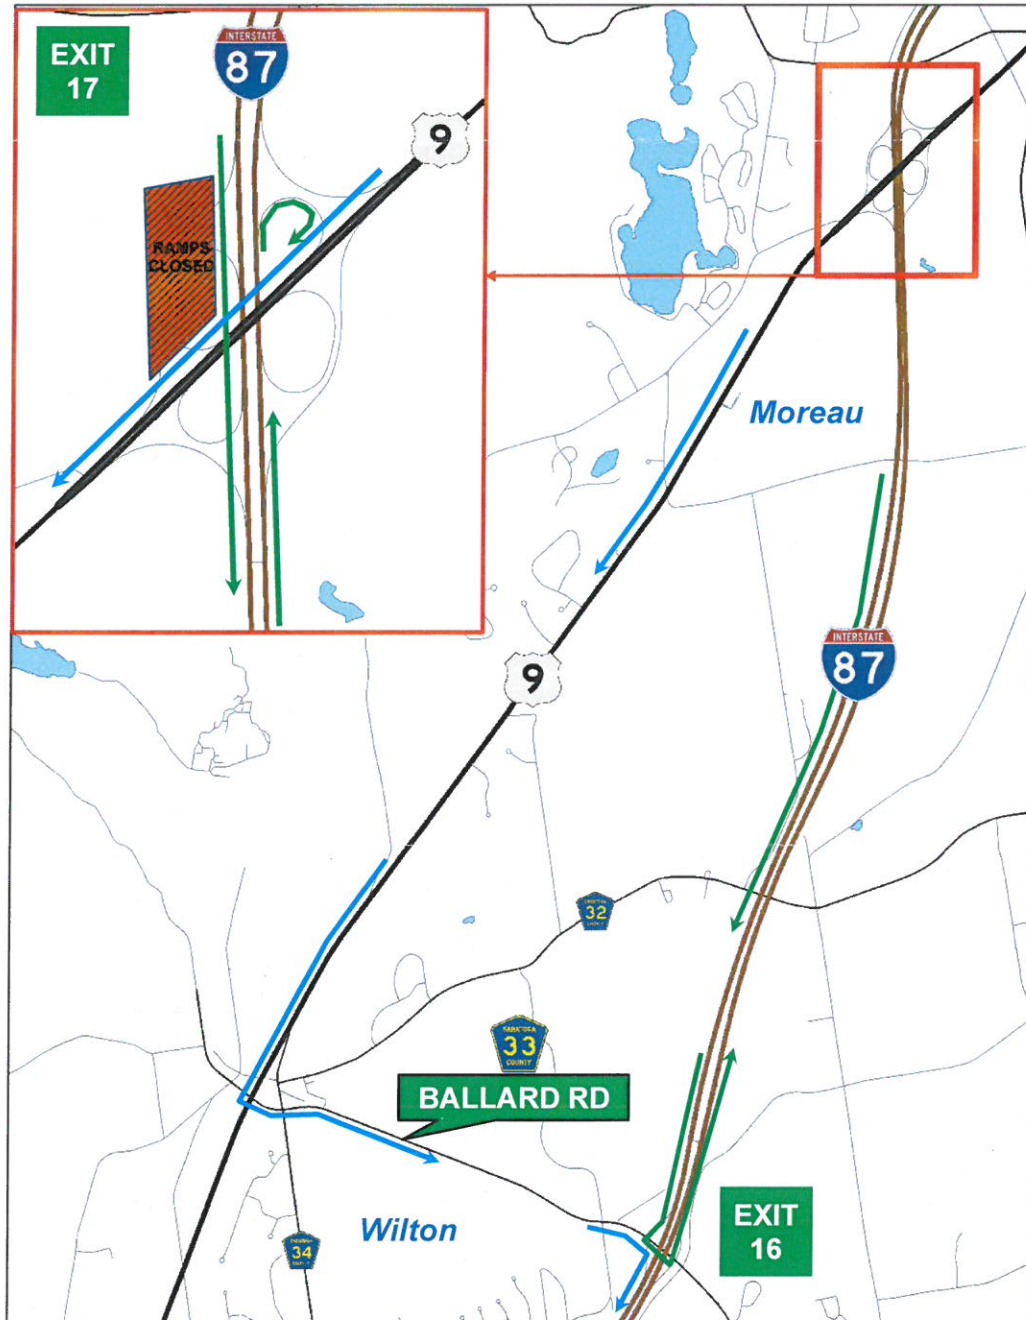 EXIT
17
INTERSTATE
87
9
RAMPS
CLOSED
Moreau
INTERSTATE
87
9
32
SARATOGA
33
COUNTY
BALLARD RD
Wilton
34
EXIT
16